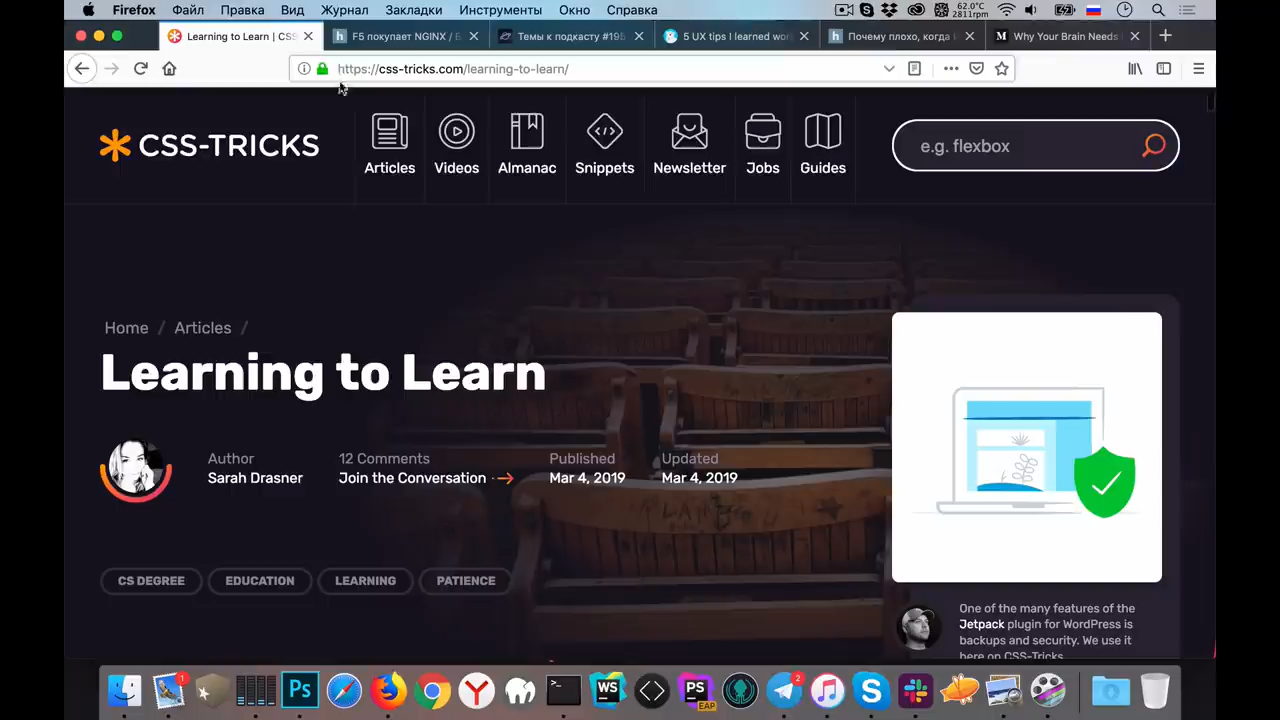 Firefox Файл Правка Вид Журнал Закладки Инструменты Окно Справка
62.0°C
2811rpm
Learning to Learn | CSS
F5 покупает NGINX /
Темы к подкасту #195
5 UX tips I learned
Почему плохо, когда
Why Your Brain Needs
https://css-tricks.com/learning-to-learn/
CSS-TRICKS
Articles Videos Almanac Snippets Newsletter Jobs Guides
e.g. flexbox
Home / Articles /
Learning to Learn
Author 12 Comments Published Updated
Sarah Drasner Join the Conversation Mar 4, 2019 Mar 4, 2019
CS DEGREE EDUCATION LEARNING PATIENCE
One of the many features of the
Jetpack plugin for WordPress is
backups and security. We use it
here on CSS-Tricks
1
Ps
Y
WS
PS
EAP
2
S